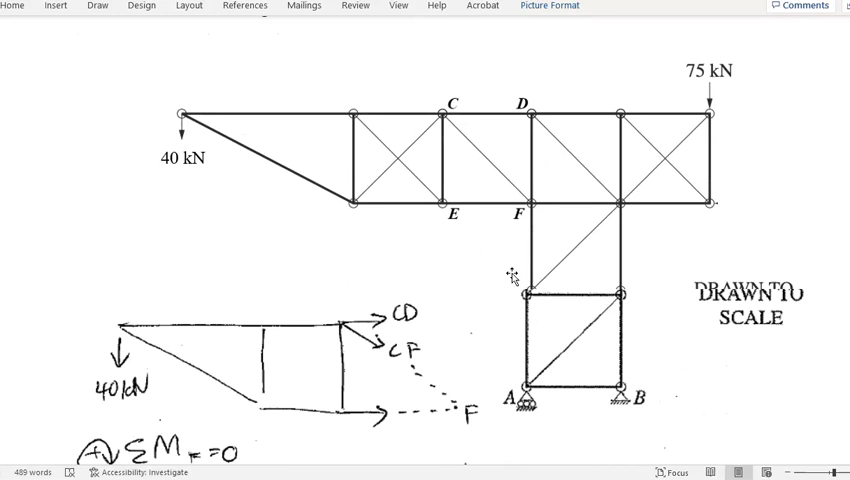 Home Insert Draw Design Layout References Mailings Review View Help Acrobat Picture Format Comments
75 kN
C D
40 kN
E F
DRAWN TO
SCALE
CD
CF
40kN
F
A B
ΣM F =0
489 words Accessibility: Investigate Focus